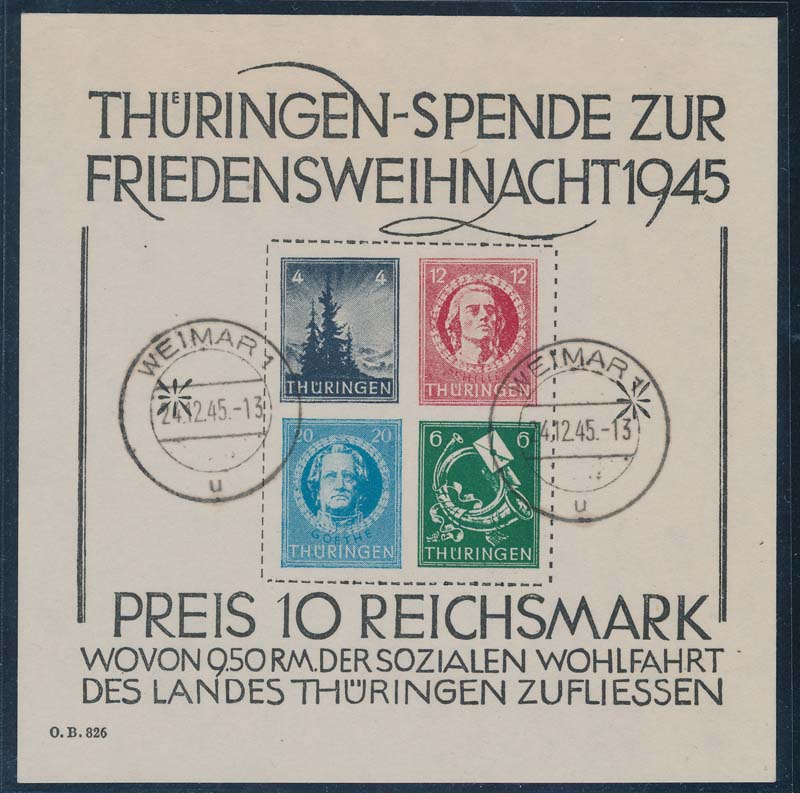 THÜRINGEN-SPENDE ZUR
FRIEDENSWEIHNACHT 1945
4 4
THÜRINGEN
12 12
SCHILLER
THÜRINGEN
20 20
GOETHE
THÜRINGEN
6 6
THÜRINGEN
WEIMAR 1
24.12.45.-13
u
WEIMAR 1
24.12.45.-13
u
PREIS 10 REICHSMARK
WOVON 9,50 RM. DER SOZIALEN WOHLFAHRT
DES LANDES THÜRINGEN ZUFLIESSEN
O. B. 826